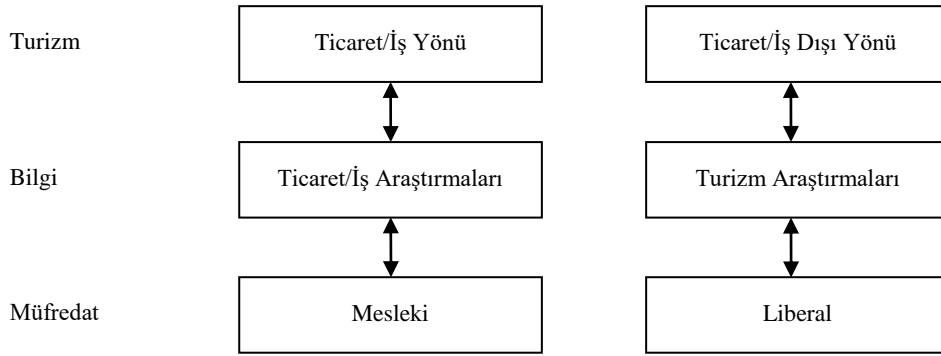 Turizm
Ticaret/İş Yönü
Ticaret/İş Dışı Yönü
Bilgi
Ticaret/İş Araştırmaları
Turizm Araştırmaları
Müfredat
Mesleki
Liberal